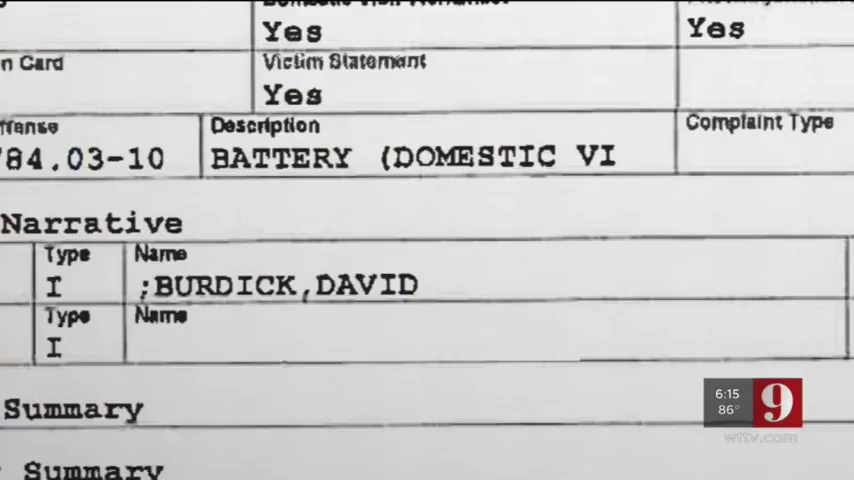 Yes
Yes
n Card
Victim Statement
Yes
ffense
Description
Complaint Type
784.03-10
BATTERY (DOMESTIC VI
Narrative
Type
Name
I
;BURDICK,DAVID
Type
Name
I
Summary
Summary
6:15
86°
9
wftv.com